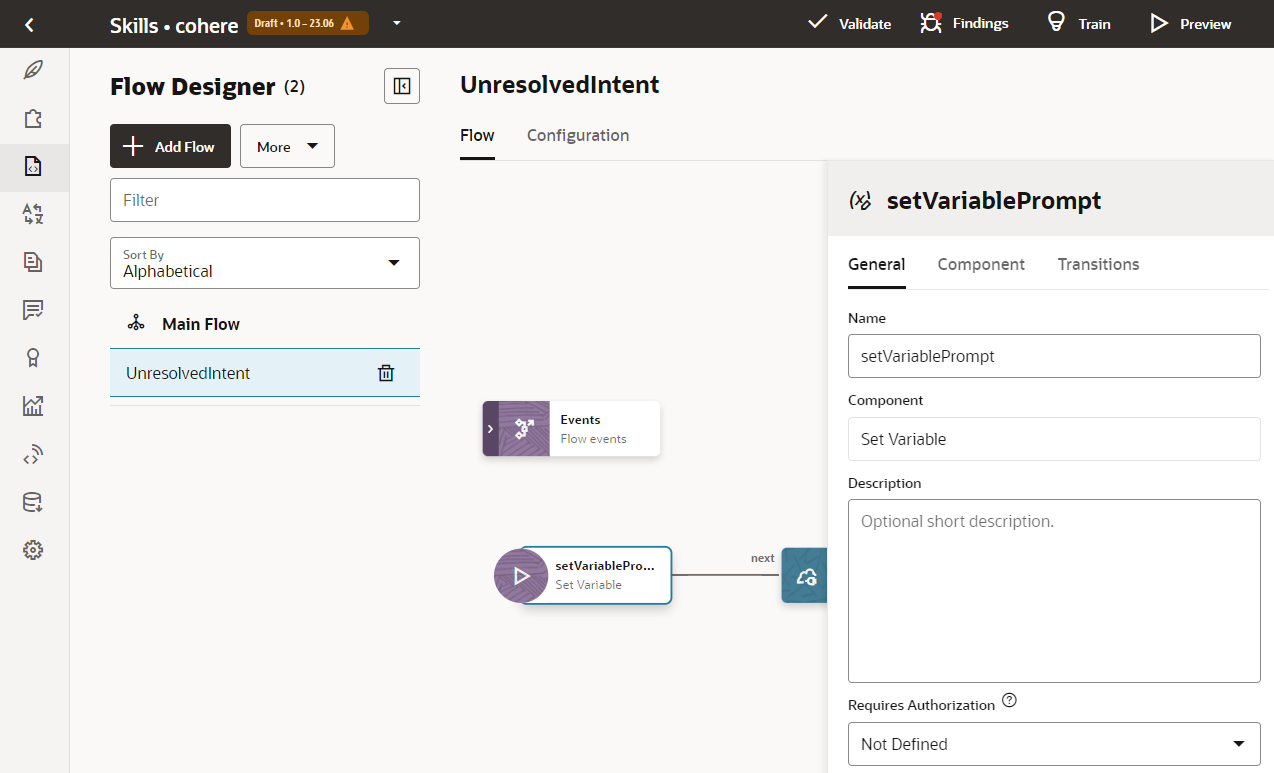 Skills • cohere
Draft • 1.0 – 23.06
Validate
Findings
Train
Preview
Flow Designer (2)
Add Flow
More
Filter
Sort By
Alphabetical
Main Flow
UnresolvedIntent
UnresolvedIntent
Flow
Configuration
Events
Flow events
setVariablePro...
Set Variable
next
setVariablePrompt
General
Component
Transitions
Name
setVariablePrompt
Component
Set Variable
Description
Optional short description.
Requires Authorization
Not Defined